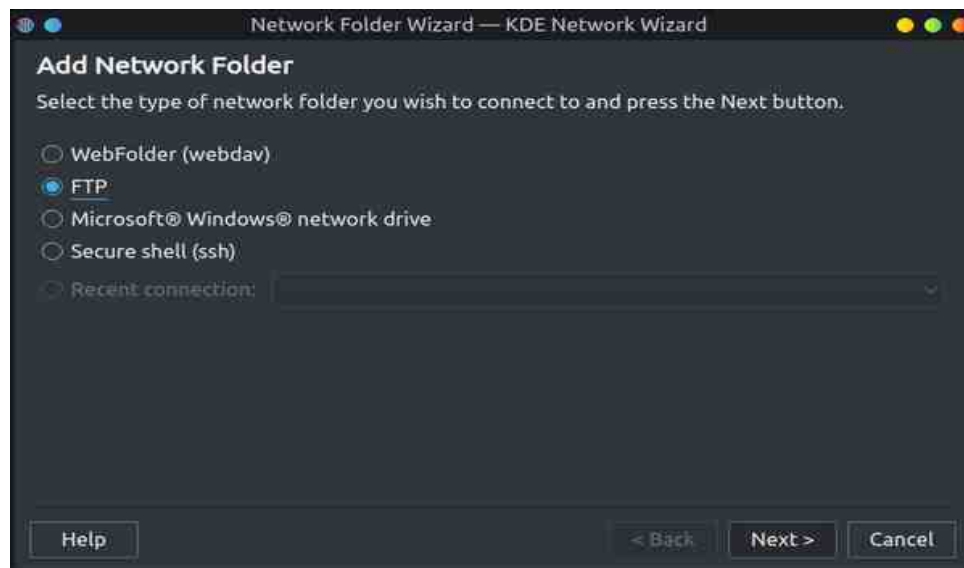 Network Folder Wizard — KDE Network Wizard
Add Network Folder
Select the type of network folder you wish to connect to and press the Next button.
WebFolder (webdav)
FTP
Microsoft® Windows® network drive
Secure shell (ssh)
Recent connection:
Help
< Back
Next >
Cancel